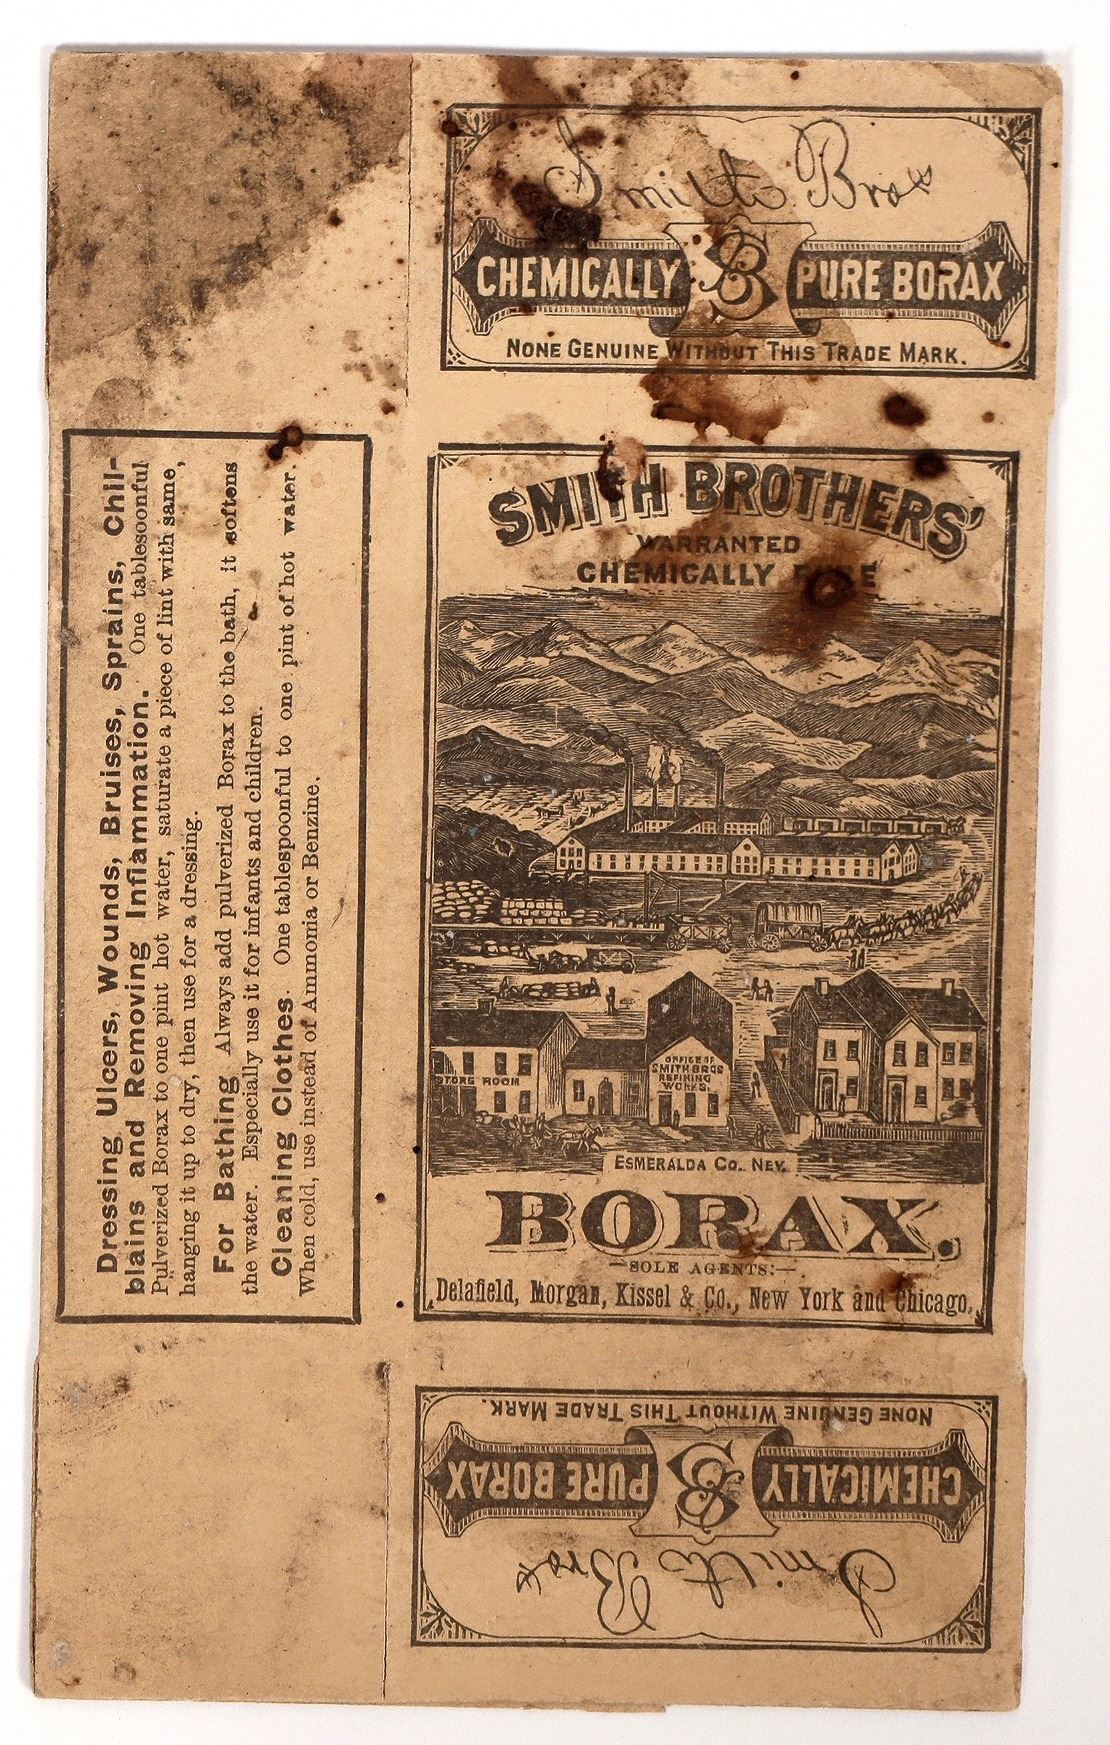 Smith Bros
CHEMICALLY SB PURE BORAX
NONE GENUINE WITHOUT THIS TRADE MARK.
SMITH BROTHERS'
WARRANTED
CHEMICALLY PURE
STORE ROOM
OFFICE OF
SMITH BROS
REFINING
WORKS.
ESMERALDA CO. NEV.
BORAX.
—SOLE AGENTS:—
Delafield, Morgan, Kissel & Co., New York and Chicago.
NONE GENUINE WITHOUT THIS TRADE MARK.
CHEMICALLY SB PURE BORAX
Smith Bros
Dressing Ulcers, Wounds, Bruises, Sprains, Chil-
blains and Removing Inflammation. One tablespoonful
Pulverized Borax to one pint hot water, saturate a piece of lint with same,
hanging it up to dry, then use for a dressing.
For Bathing Always add pulverized Borax to the bath, it softens
the water. Especially use it for infants and children.
Cleaning Clothes. One tablespoonful to one pint of hot water.
When cold, use instead of Ammonia or Benzine.